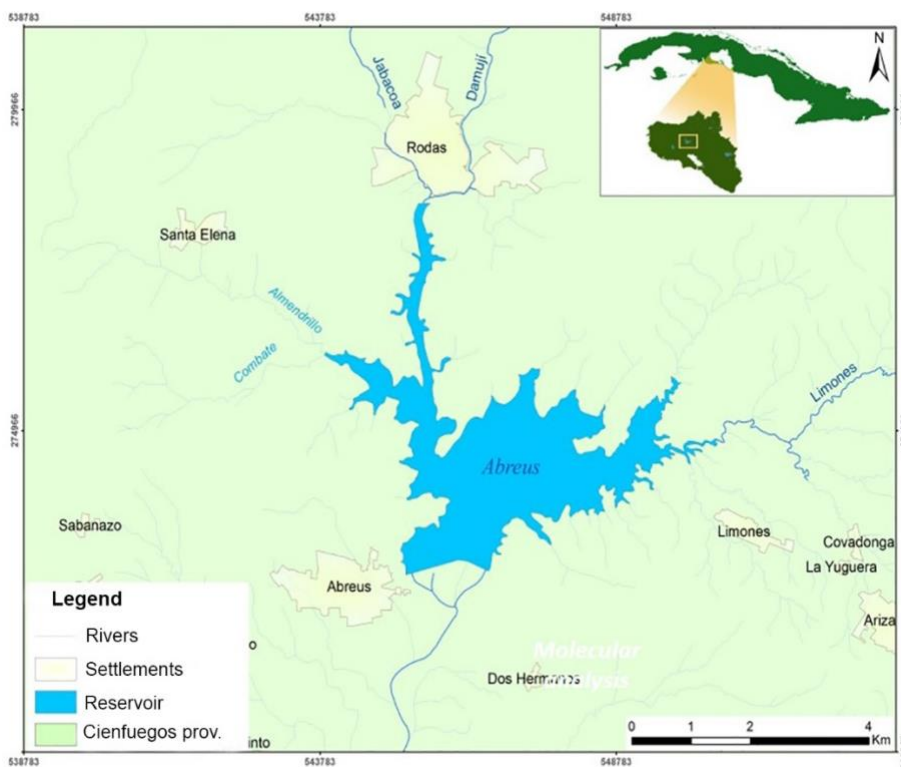 538783
543783
548783
N
279966
274966
Jabacoa
Damují
Rodas
Santa Elena
Almendrillo
Combate
Limones
Abreus
Sabanazo
Limones
Covadonga
La Yuguera
Abreus
Ariza
Molecular
analysis
Dos Hermanos
o
into
Legend
Rivers
Settlements
Reservoir
Cienfuegos prov.
0 1 2 4
Km
538783
543783
548783